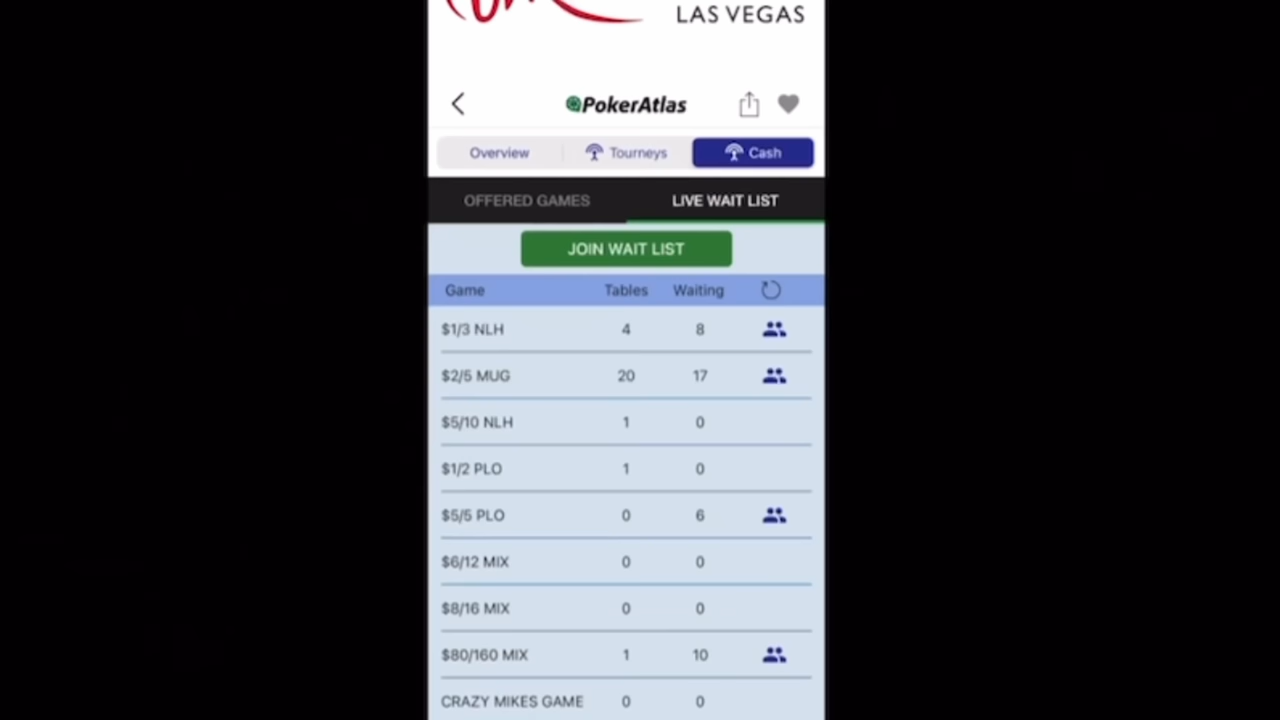 LAS VEGAS
PokerAtlas
Overview Tourneys Cash
OFFERED GAMES LIVE WAIT LIST
JOIN WAIT LIST
Game Tables Waiting
$1/3 NLH 4 8
$2/5 MUG 20 17
$5/10 NLH 1 0
$1/2 PLO 1 0
$5/5 PLO 0 6
$6/12 MIX 0 0
$8/16 MIX 0 0
$80/160 MIX 1 10
CRAZY MIKES GAME 0 0